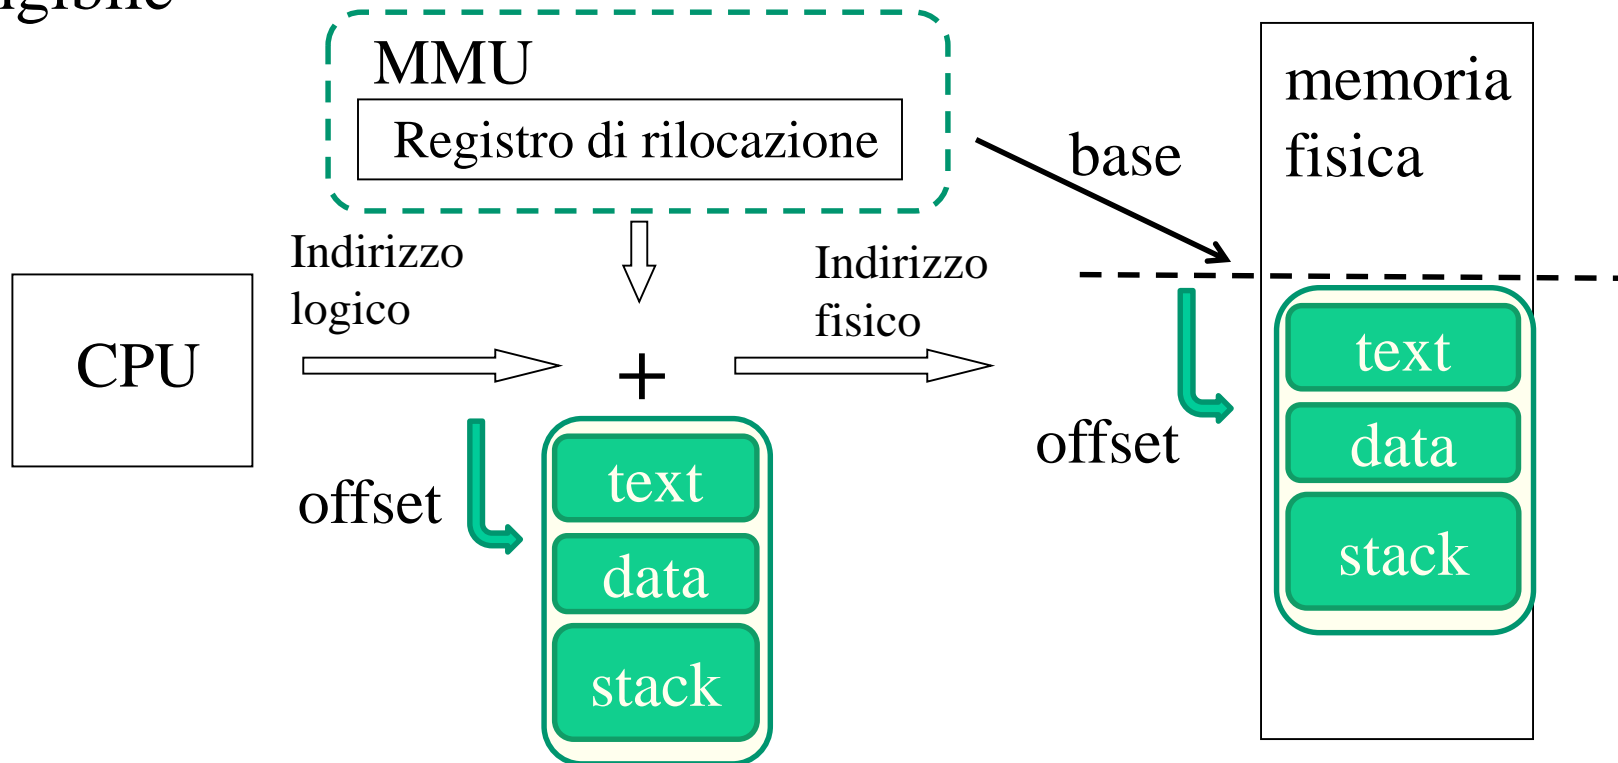 MMU
Registro di rilocazione
memoria
fisica
base
Indirizzo
logico
Indirizzo
fisico
CPU
+
offset
text
data
stack
offset
text
data
stack